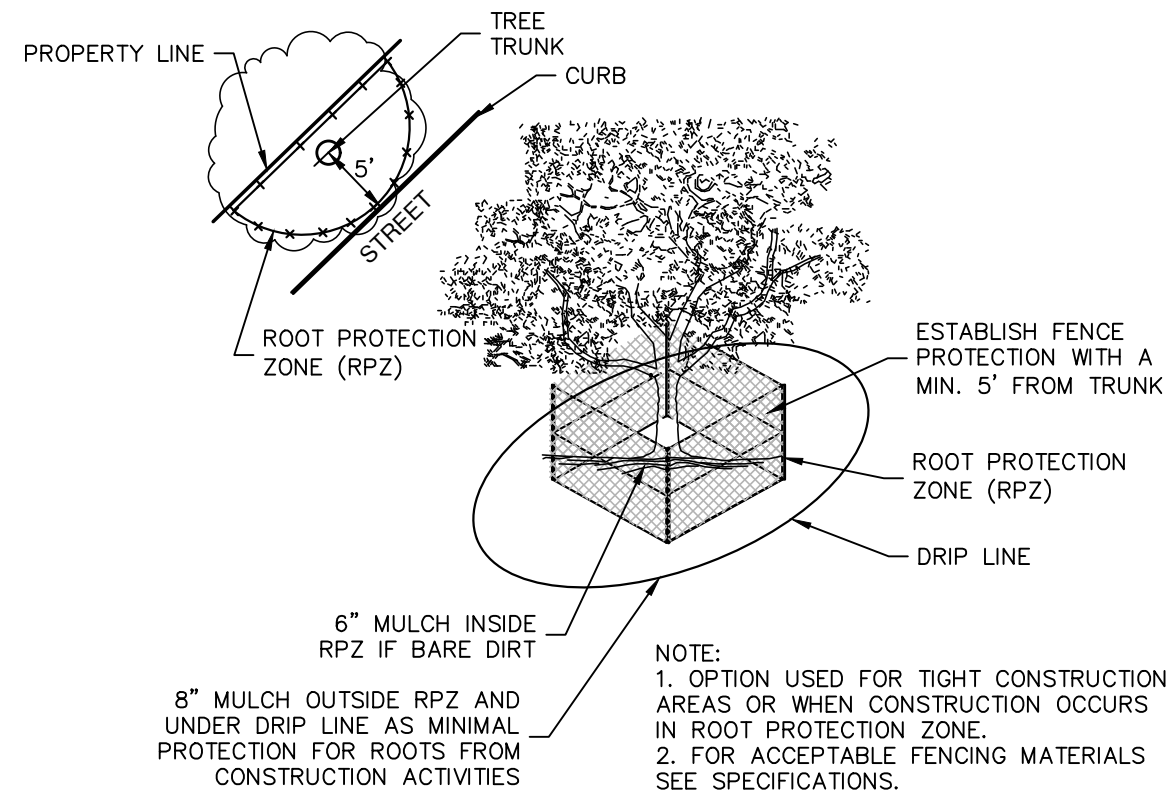 TREE
TRUNK
PROPERTY LINE
CURB
5'
STREET
ROOT PROTECTION
ZONE (RPZ)
ESTABLISH FENCE
PROTECTION WITH A
MIN. 5' FROM TRUNK
ROOT PROTECTION
ZONE (RPZ)
DRIP LINE
6" MULCH INSIDE
RPZ IF BARE DIRT
8" MULCH OUTSIDE RPZ AND
UNDER DRIP LINE AS MINIMAL
PROTECTION FOR ROOTS FROM
CONSTRUCTION ACTIVITIES
NOTE:
1. OPTION USED FOR TIGHT CONSTRUCTION
AREAS OR WHEN CONSTRUCTION OCCURS
IN ROOT PROTECTION ZONE.
2. FOR ACCEPTABLE FENCING MATERIALS
SEE SPECIFICATIONS.